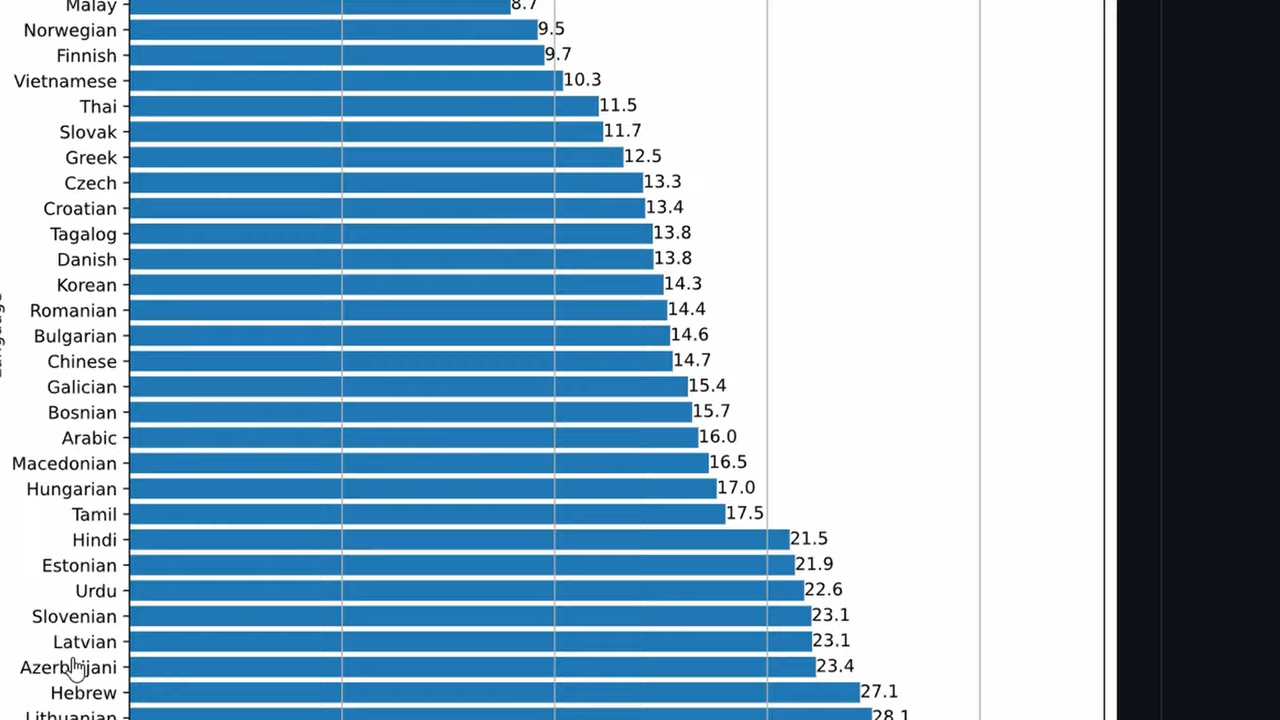 Malay 8.7
Norwegian 9.5
Finnish 9.7
Vietnamese 10.3
Thai 11.5
Slovak 11.7
Greek 12.5
Czech 13.3
Croatian 13.4
Tagalog 13.8
Danish 13.8
Korean 14.3
Romanian 14.4
Bulgarian 14.6
Chinese 14.7
Galician 15.4
Bosnian 15.7
Arabic 16.0
Macedonian 16.5
Hungarian 17.0
Tamil 17.5
Hindi 21.5
Estonian 21.9
Urdu 22.6
Slovenian 23.1
Latvian 23.1
Azerbaijani 23.4
Hebrew 27.1
Lithuanian 28.1